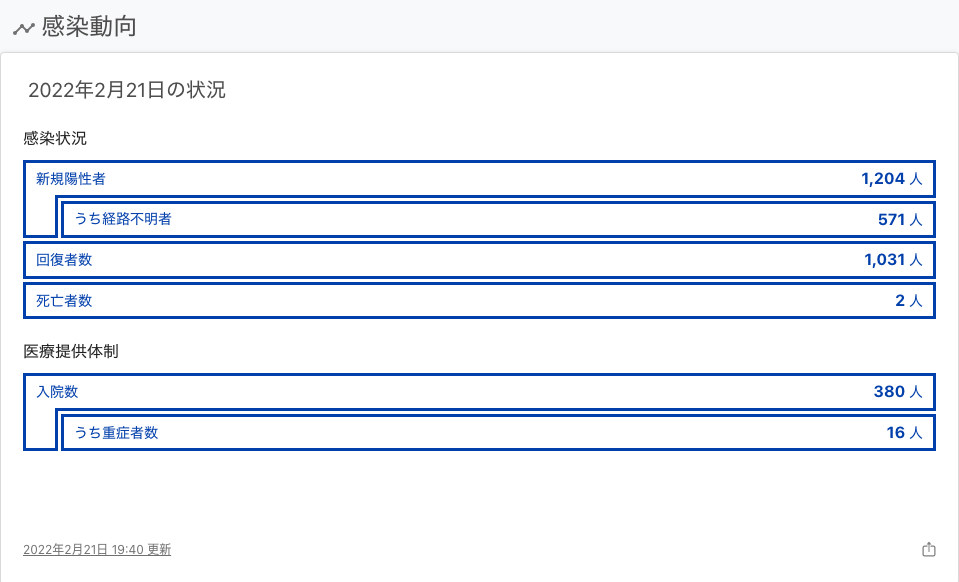 感染動向
2022年2月21日の状況
感染状況
新規陽性者 1,204 人
うち経路不明者 571 人
回復者数 1,031 人
死亡者数 2 人
医療提供体制
入院数 380 人
うち重症者数 16 人
2022年2月21日 19:40 更新